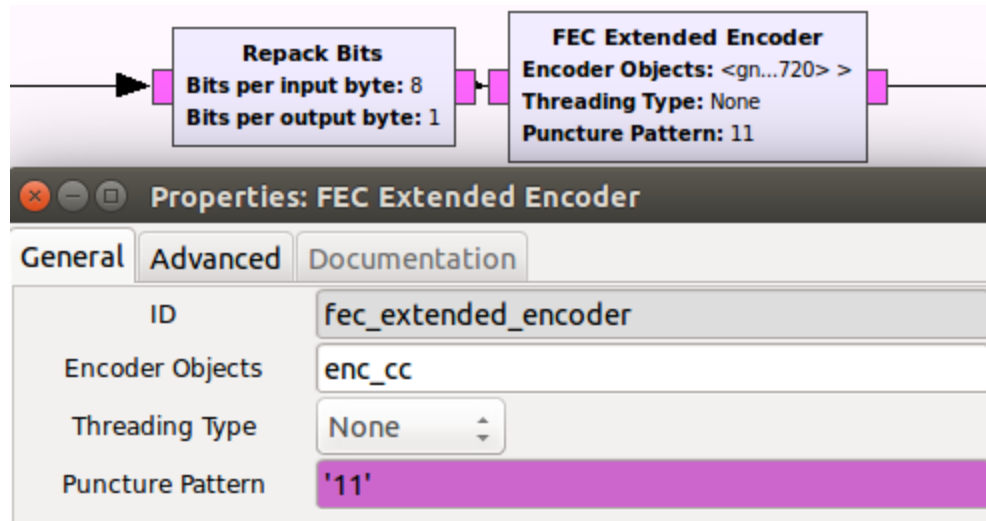 Repack Bits
Bits per input byte: 8
Bits per output byte: 1
FEC Extended Encoder
Encoder Objects: <gn...720> >
Threading Type: None
Puncture Pattern: 11
Properties: FEC Extended Encoder
General Advanced Documentation
ID fec_extended_encoder
Encoder Objects enc_cc
Threading Type None
Puncture Pattern '11'